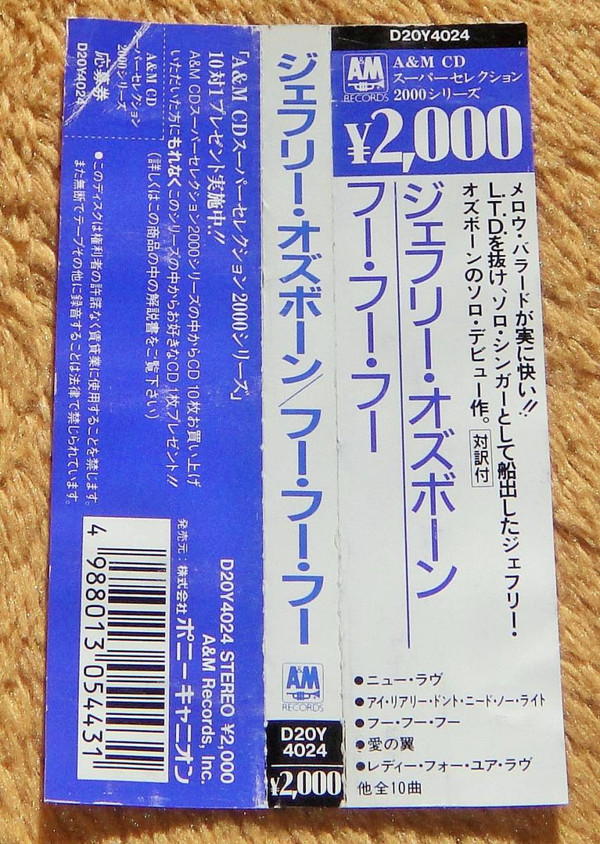 D20Y4024
A&M
RECORDS
A&M CD
スーパーセレクション
2000シリーズ
¥2,000
メロウ・バラードが実に快い!!
L.T.Dを抜け、ソロ・シンガーとして船出したジェフリー・
オズボーンのソロ・デビュー作。 対訳付
ジェフリー・オズボーン
フー・フー・フー
●ニュー・ラヴ
●アイ・リアリー・ドント・ニード・ノー・ライト
●フー・フー・フー
●愛の翼
●レディー・フォー・ユア・ラヴ
他全10曲
ジェフリー・オズボーン/フー・フー・フー
A&M
RECORDS
D20Y
4024
¥2,000
「A&M CDスーパーセレクション2000シリーズ」
10対1プレゼント実施中!!
A&M CDスーパーセレクション2000シリーズの中からCD 10枚お買い上げ
いただいた方にもれなくこのシリーズの中からお好きなCD 1枚プレゼント!!
(詳しくはこの商品の中の解説書をご覧下さい)
A&M CD
スーパーセレクション
2000シリーズ
応募券
D20Y4024
●このディスクは権利者の許諾なく賃貸業に使用することを禁じます。
また無断でテープその他に録音することは法律で禁じられています。
D20Y4024 STEREO ¥2,000
A&M Records, Inc.
発売元:株式会社ポニーキャニオン
4 988013 054431